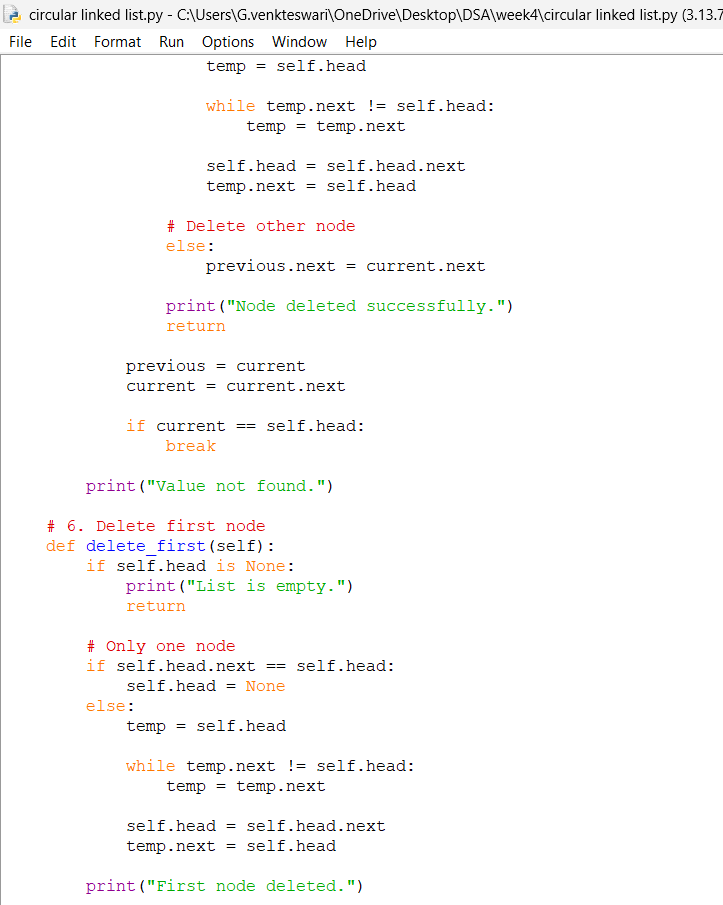 circular linked list.py - C:\Users\G.venkteswari\OneDrive\Desktop\DSA\week4\circular linked list.py (3.13.7
File Edit Format Run Options Window Help
                    temp = self.head

                    while temp.next != self.head:
                        temp = temp.next

                    self.head = self.head.next
                    temp.next = self.head

                # Delete other node
                else:
                    previous.next = current.next

                print("Node deleted successfully.")
                return

            previous = current
            current = current.next

            if current == self.head:
                break

        print("Value not found.")

    # 6. Delete first node
    def delete_first(self):
        if self.head is None:
            print("List is empty.")
            return

        # Only one node
        if self.head.next == self.head:
            self.head = None
        else:
            temp = self.head

            while temp.next != self.head:
                temp = temp.next

            self.head = self.head.next
            temp.next = self.head

        print("First node deleted.")